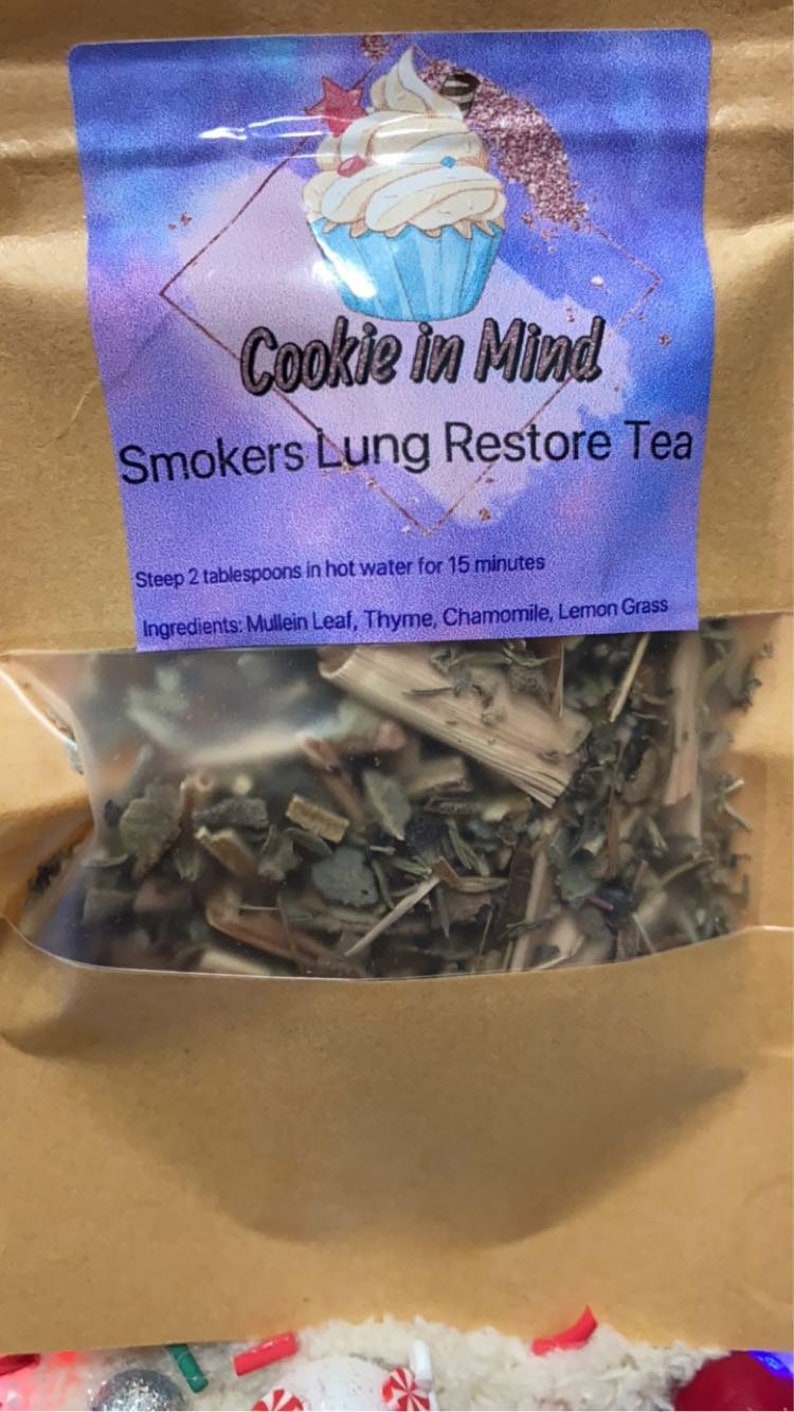 Cookie in Mind
Smokers Lung Restore Tea
Steep 2 tablespoons in hot water for 15 minutes
Ingredients: Mullein Leaf, Thyme, Chamomile, Lemon Grass